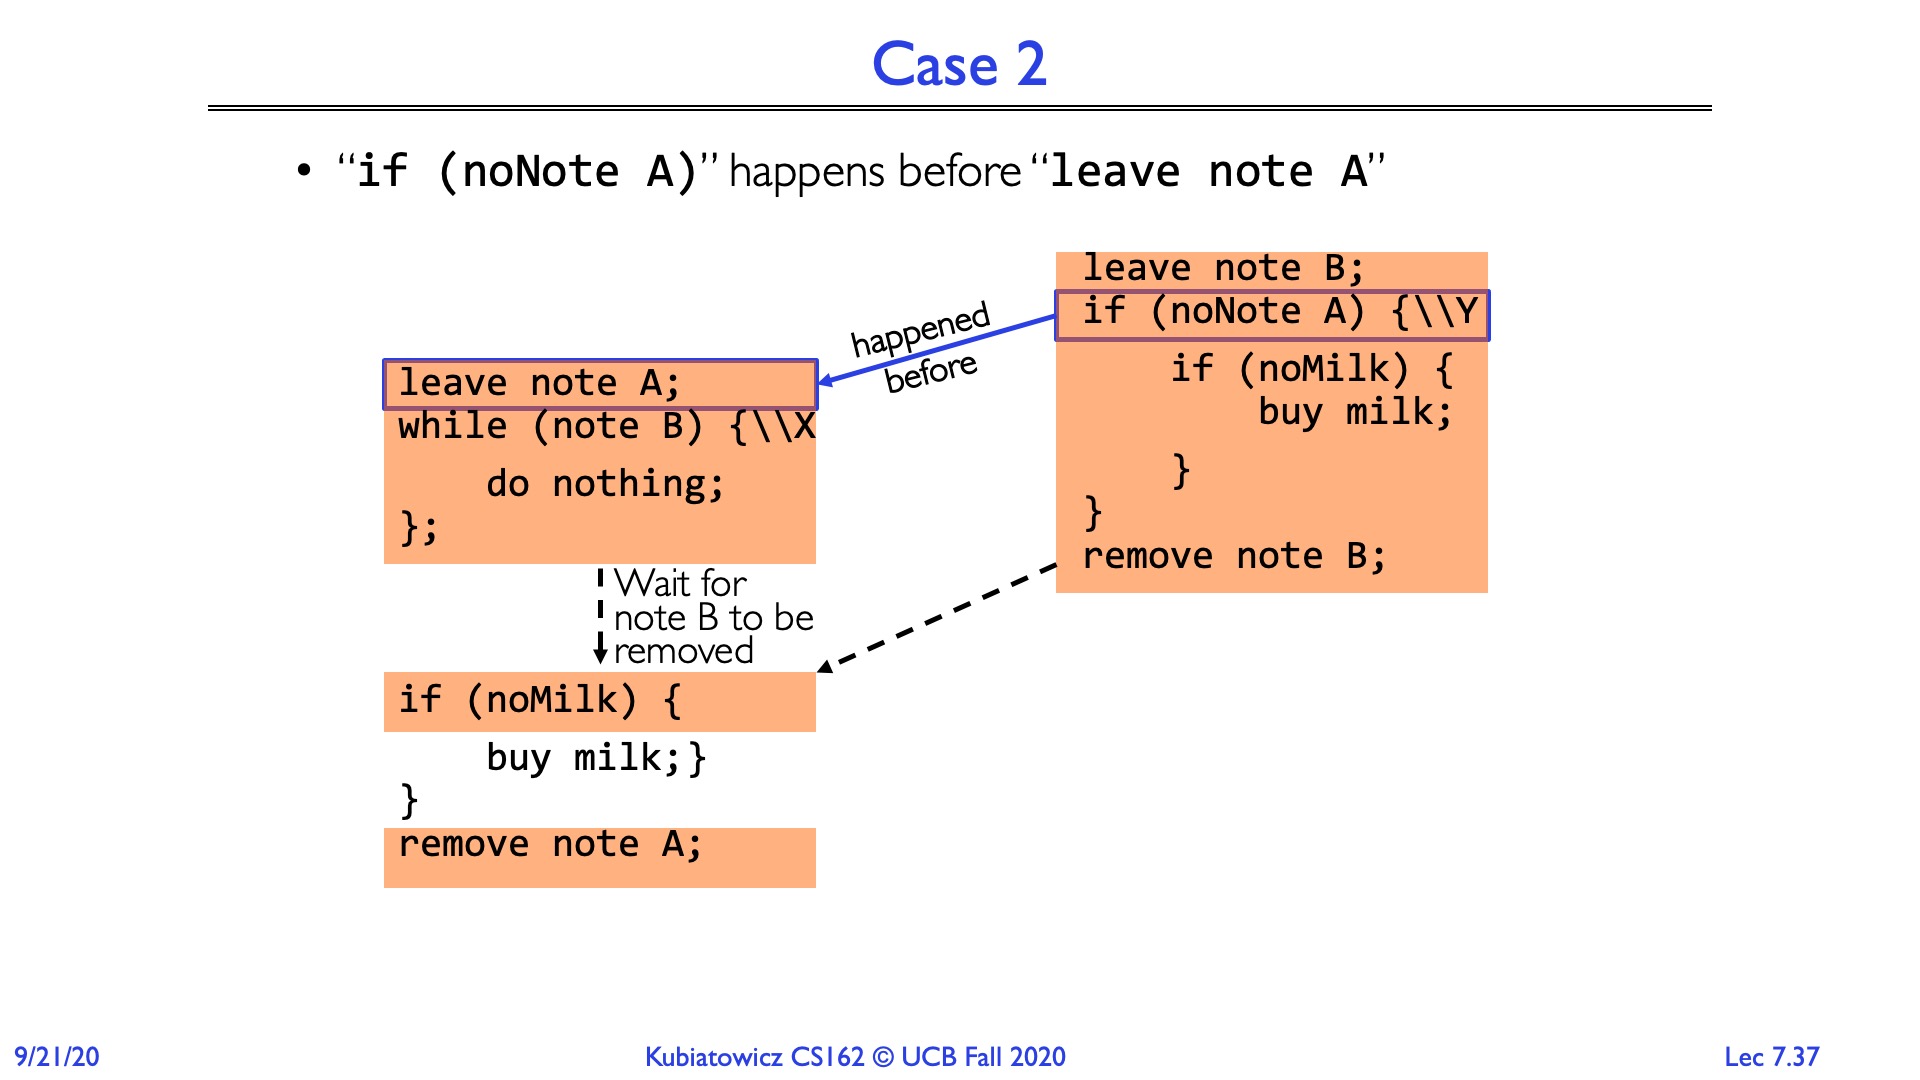 Case 2
• “if (noNote A)” happens before “leave note A”
leave note B;
if (noNote A) {\\Y
if (noMilk) {
buy milk;
}
}
remove note B;
happened
before
leave note A;
while (note B) {\\X
do nothing;
};
Wait for
note B to be
removed
if (noMilk) {
buy milk;}
}
remove note A;
9/21/20
Kubiatowicz CS162 © UCB Fall 2020
Lec 7.37